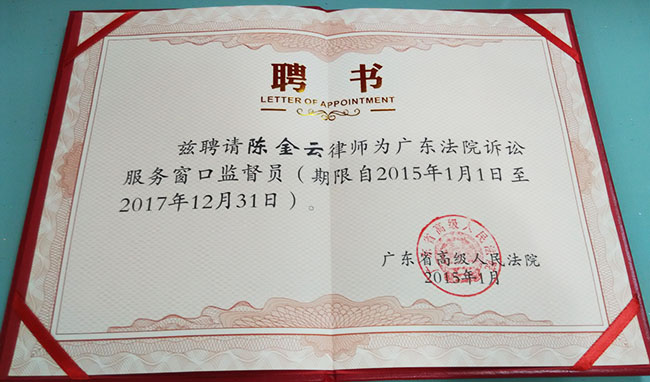 聘书
LETTER OF APPOINTMENT
兹聘请陈金云律师为广东法院诉讼
服务窗口监督员（期限自2015年1月1日至
2017年12月31日）。
广东省高级人民法院
2015年1月